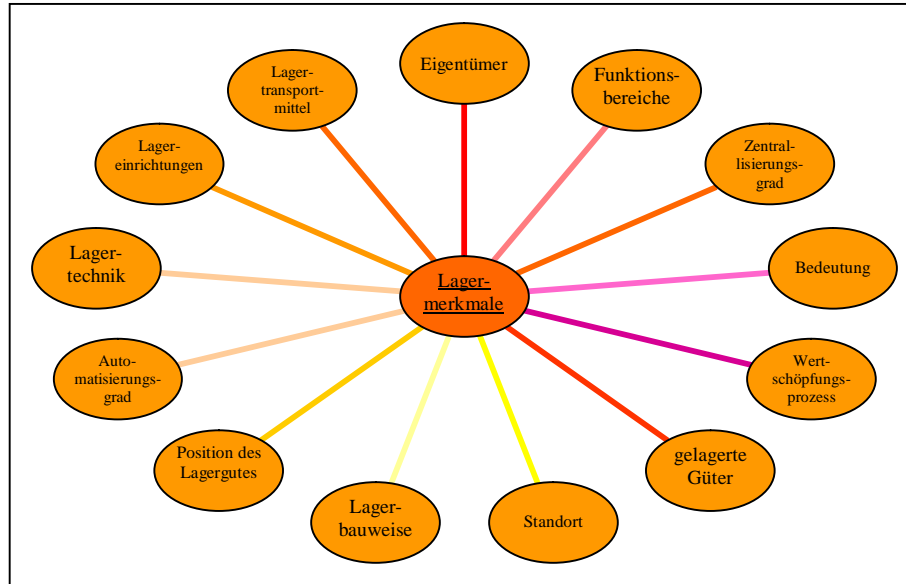 Eigentümer
Funktions-
bereiche
Zentral-
lisierungs-
grad
Bedeutung
Wert-
schöpfungs-
prozess
gelagerte
Güter
Standort
Lager-
bauweise
Position des
Lagergutes
Auto-
matisierungs-
grad
Lager-
technik
Lager-
einrichtungen
Lager-
transport-
mittel
Lager-
merkmale